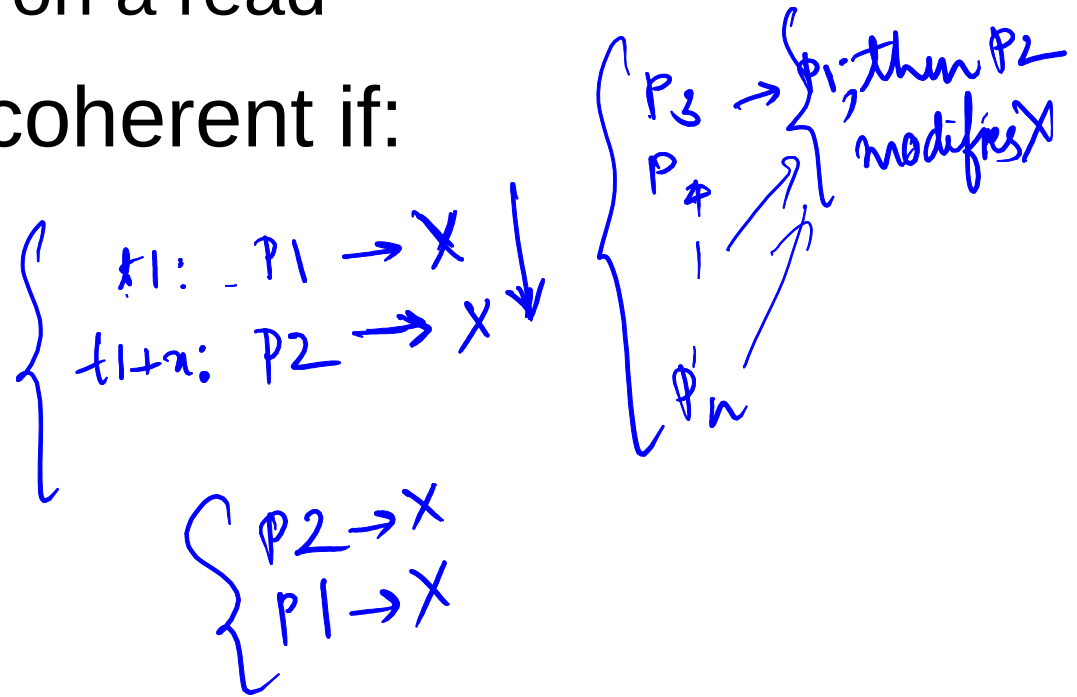 on a read
coherent if:
t1: P1 → X
t1+n: P2 → X
P2 → X
P1 → X
P3 → P1, then P2
modifies X
P4
Pn